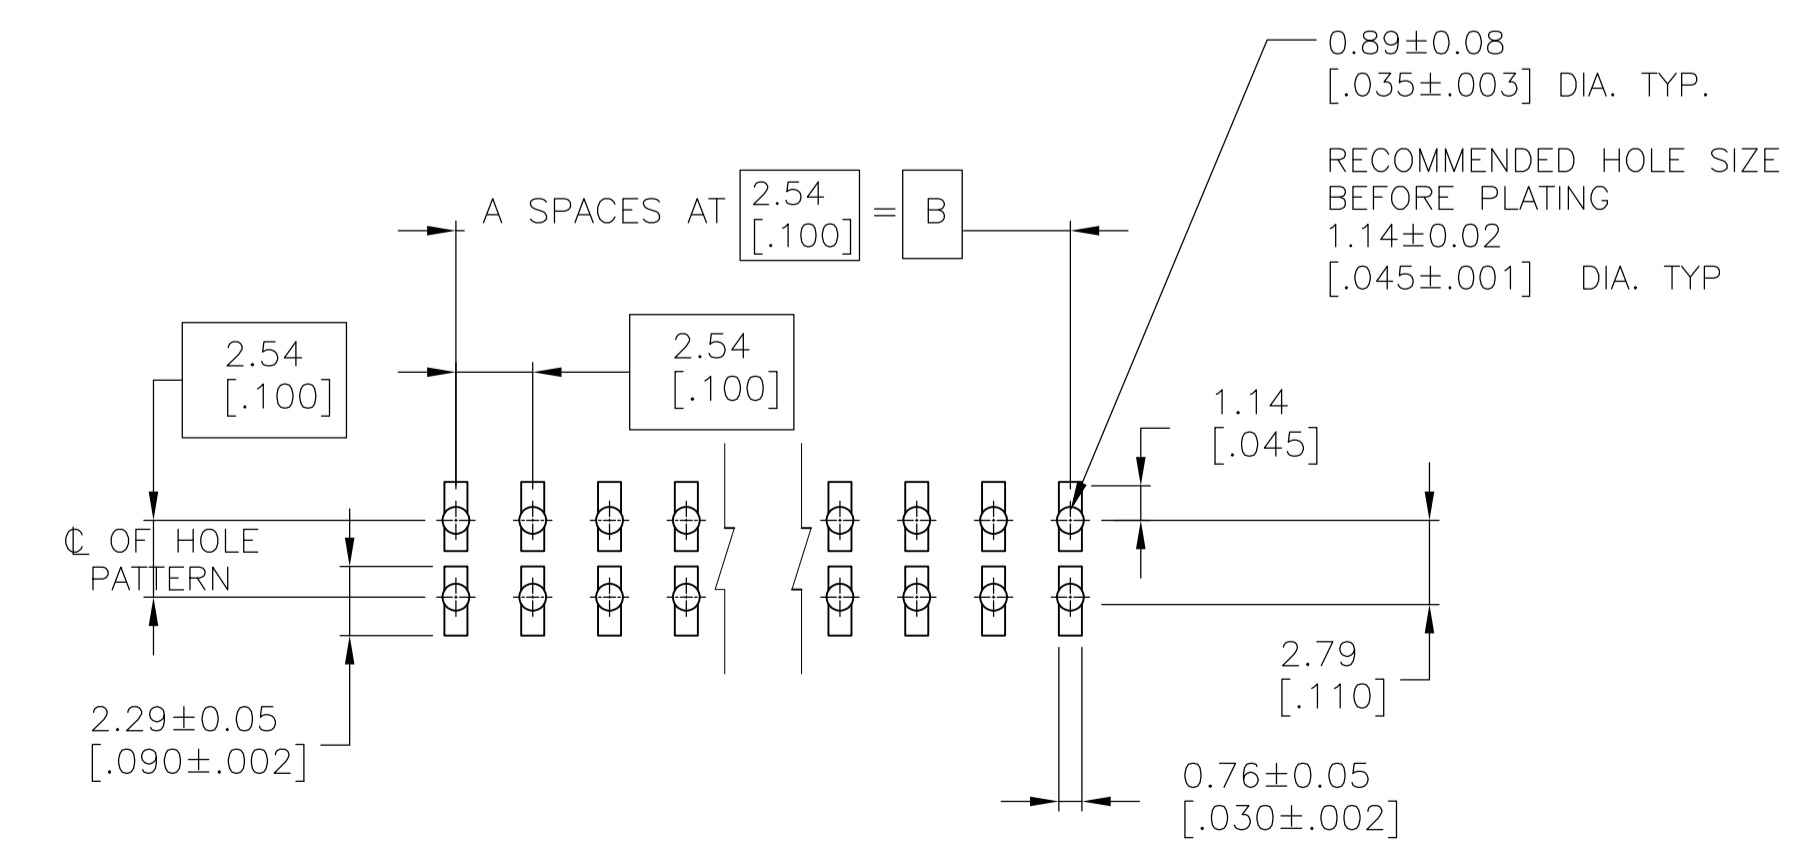 0.89±0.08
[.035±.003] DIA. TYP.
RECOMMENDED HOLE SIZE
BEFORE PLATING
1.14±0.02
[.045±.001] DIA. TYP
A SPACES AT 2.54 [.100] = B
2.54
[.100]
2.54
[.100]
1.14
[.045]
℄ OF HOLE
PATTERN
2.79
[.110]
2.29±0.05
[.090±.002]
0.76±0.05
[.030±.002]